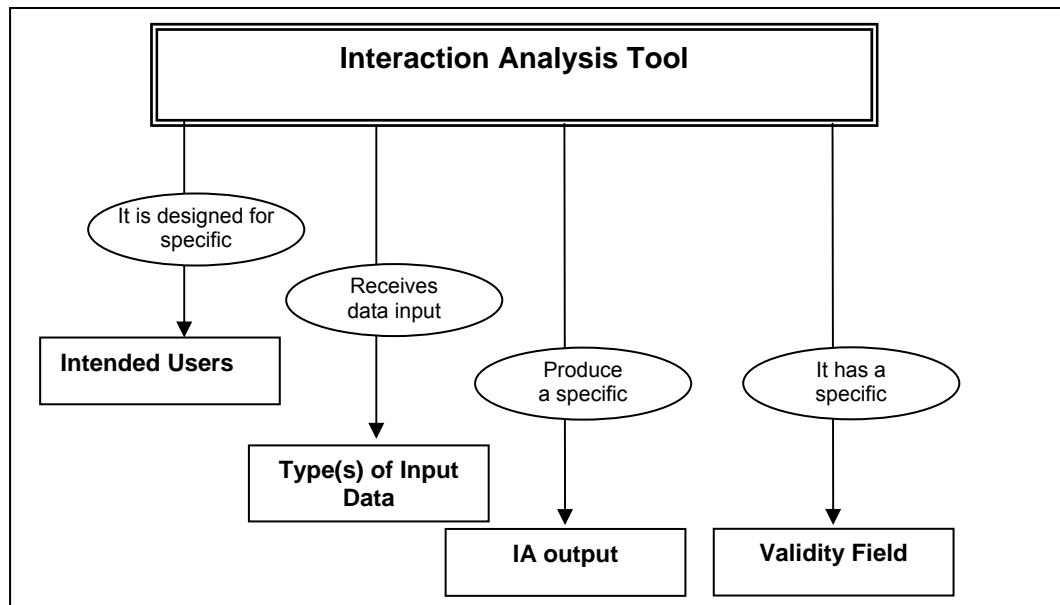 Interaction Analysis Tool
It is designed for
specific
Receives
data input
Intended Users
Produce
a specific
It has a
specific
Type(s) of Input
Data
IA output
Validity Field